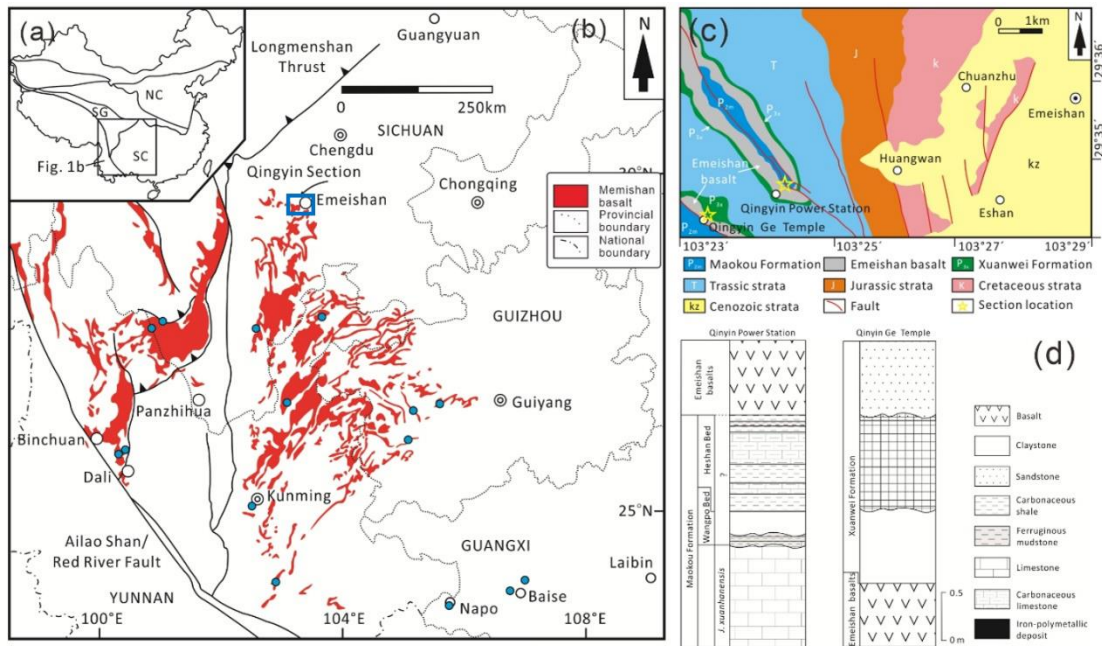 (a)
NC
SG
Fig. 1b
SC
(b)
N
Guangyuan
Longmenshan
Thrust
0
250km
SICHUAN
Chengdu
Qingyin Section
Emeishan
Chongqing
Memishan
basalt
Provincial
boundary
National
boundary
GUIZHOU
Panzhihua
Guiyang
Binchuan
Dali
Kunming
25°N
Ailao Shan/
Red River Fault
GUANGXI
Laibin
YUNNAN
Napo
Baise
100°E
104°E
108°E
(c)
0 1km
N
T
J
k
Chuanzhu
k
P2m
Emeishan
29°36′
29°35′
Emeishan
basalt
Huangwan
kz
Qingyin Power Station
Eshan
P2m
Qingyin Ge Temple
103°23′
103°25′
103°27′
103°29′
P2m Maokou Formation
Emeishan basalt
P3x Xuanwei Formation
T Trassic strata
J Jurassic strata
K Cretaceous strata
kz Cenozoic strata
Fault
Section location
Qinyin Power Station
Qinyin Ge Temple
(d)
Emeishan
basalts
Heshan Bed
?
Wangpo Bed
Maokou Formation
J. xuanhanensis
Xuanwei Formation
Emeishan basalts
Basalt
Claystone
Sandstone
Carbonaceous
shale
Ferruginous
mudstone
Limestone
Carbonaceous
limestone
Iron-polymetallic
deposit
0.5
0 m